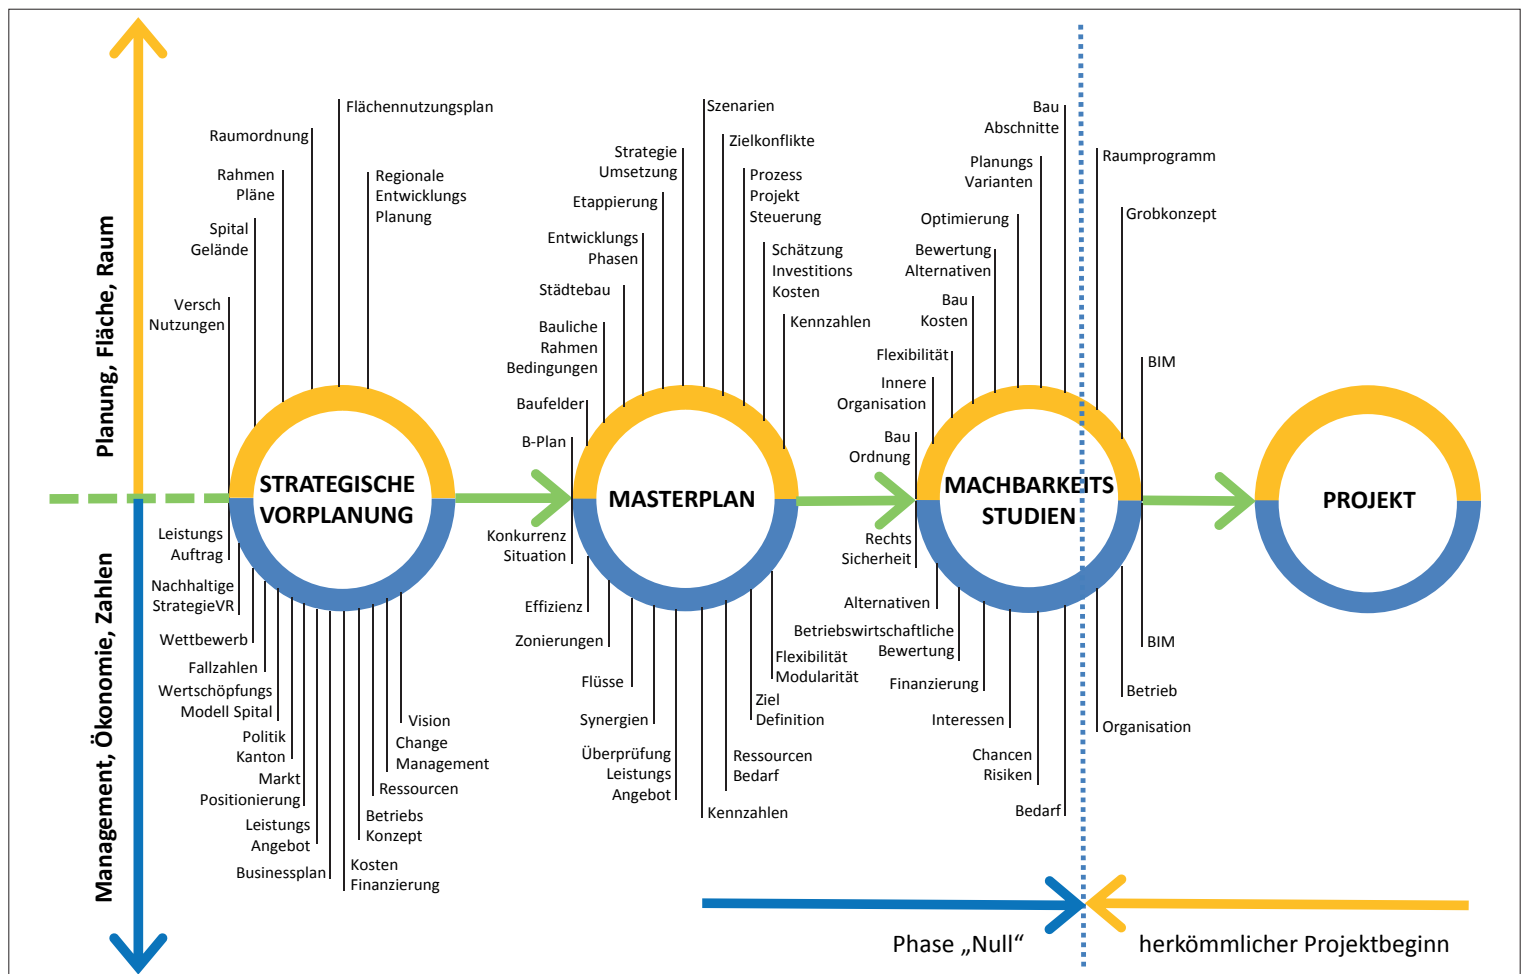 Planung, Fläche, Raum
Management, Ökonomie, Zahlen
Flächennutzungsplan
Raumordnung
Rahmen
Pläne
Regionale
Entwicklungs
Planung
Spital
Gelände
Versch
Nutzungen
STRATEGISCHE
VORPLANUNG
Leistungs
Auftrag
Nachhaltige
StrategieVR
Wettbewerb
Fallzahlen
Wertschöpfungs
Modell Spital
Politik
Kanton
Markt
Positionierung
Leistungs
Angebot
Businessplan
Kosten
Finanzierung
Betriebs
Konzept
Ressourcen
Change
Management
Vision
Szenarien
Zielkonflikte
Strategie
Umsetzung
Prozess
Projekt
Steuerung
Etappierung
Entwicklungs
Phasen
Schätzung
Investitions
Kosten
Städtebau
Kennzahlen
Bauliche
Rahmen
Bedingungen
Baufelder
B-Plan
MASTERPLAN
Konkurrenz
Situation
Effizienz
Zonierungen
Flüsse
Synergien
Überprüfung
Leistungs
Angebot
Kennzahlen
Ressourcen
Bedarf
Ziel
Definition
Flexibilität
Modularität
Bau
Abschnitte
Planungs
Varianten
Raumprogramm
Optimierung
Grobkonzept
Bewertung
Alternativen
Bau
Kosten
Flexibilität
BIM
Innere
Organisation
Bau
Ordnung
MACHBARKEITS
STUDIEN
Rechts
Sicherheit
Alternativen
Betriebswirtschaftliche
Bewertung
Finanzierung
Interessen
Chancen
Risiken
Bedarf
Organisation
Betrieb
BIM
PROJEKT
Phase „Null“
herkömmlicher Projektbeginn